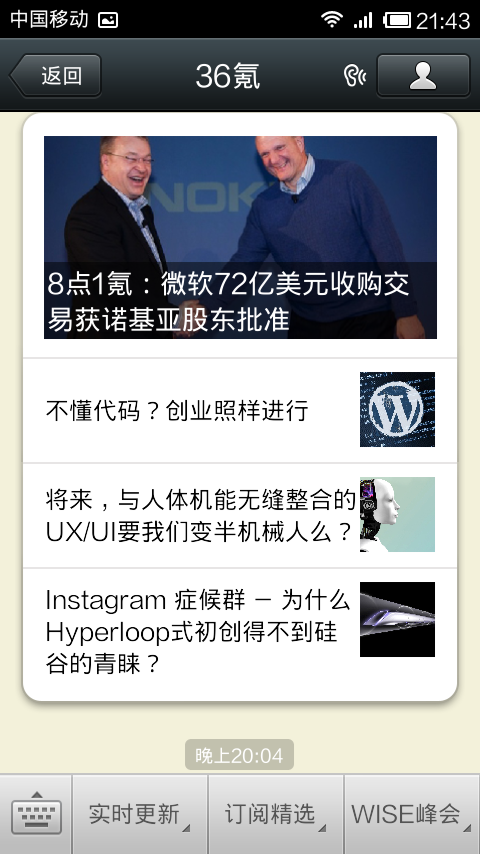 中国移动 21:43
返回 36氪
NOKI
8点1氪：微软72亿美元收购交
易获诺基亚股东批准
不懂代码？创业照样进行
将来，与人体机能无缝整合的
UX/UI要我们变半机械人么？
Instagram 症候群 — 为什么
Hyperloop式初创得不到硅
谷的青睐？
晚上20:04
实时更新 订阅精选 WISE峰会